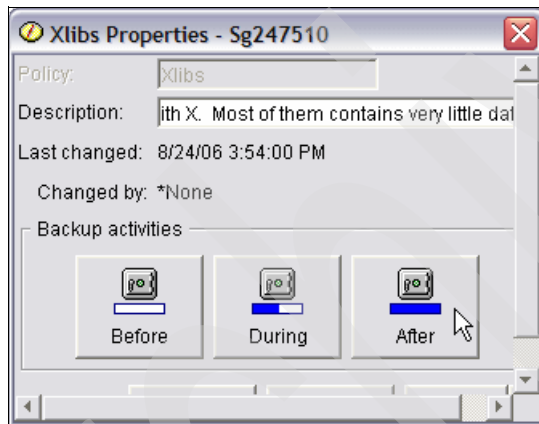 Xlibs Properties - Sg247510
Policy: Xlibs
Description: ith X. Most of them contains very little dat
Last changed: 8/24/06 3:54:00 PM
Changed by: *None
Backup activities
Before During After